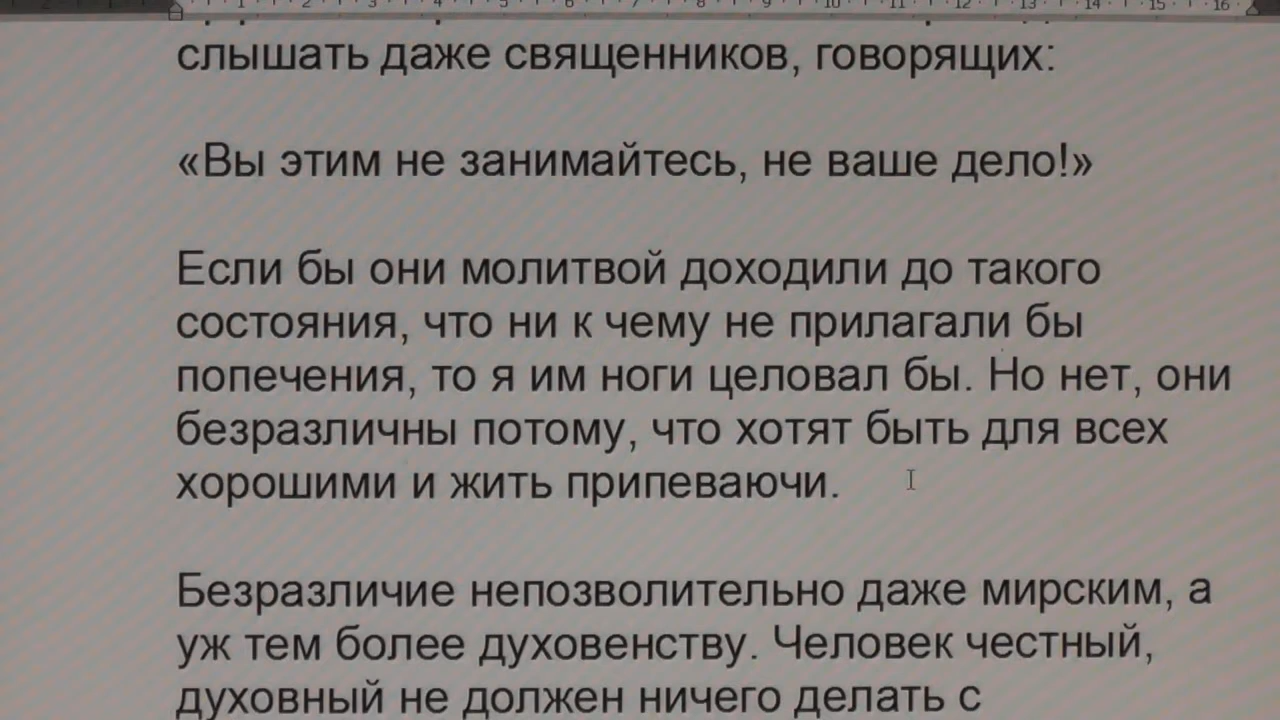 слышать даже священников, говорящих:
«Вы этим не занимайтесь, не ваше дело!»
Если бы они молитвой доходили до такого
состояния, что ни к чему не прилагали бы
попечения, то я им ноги целовал бы. Но нет, они
безразличны потому, что хотят быть для всех
хорошими и жить припеваючи.
Безразличие непозволительно даже мирским, а
уж тем более духовенству. Человек честный,
духовный не должен ничего делать с